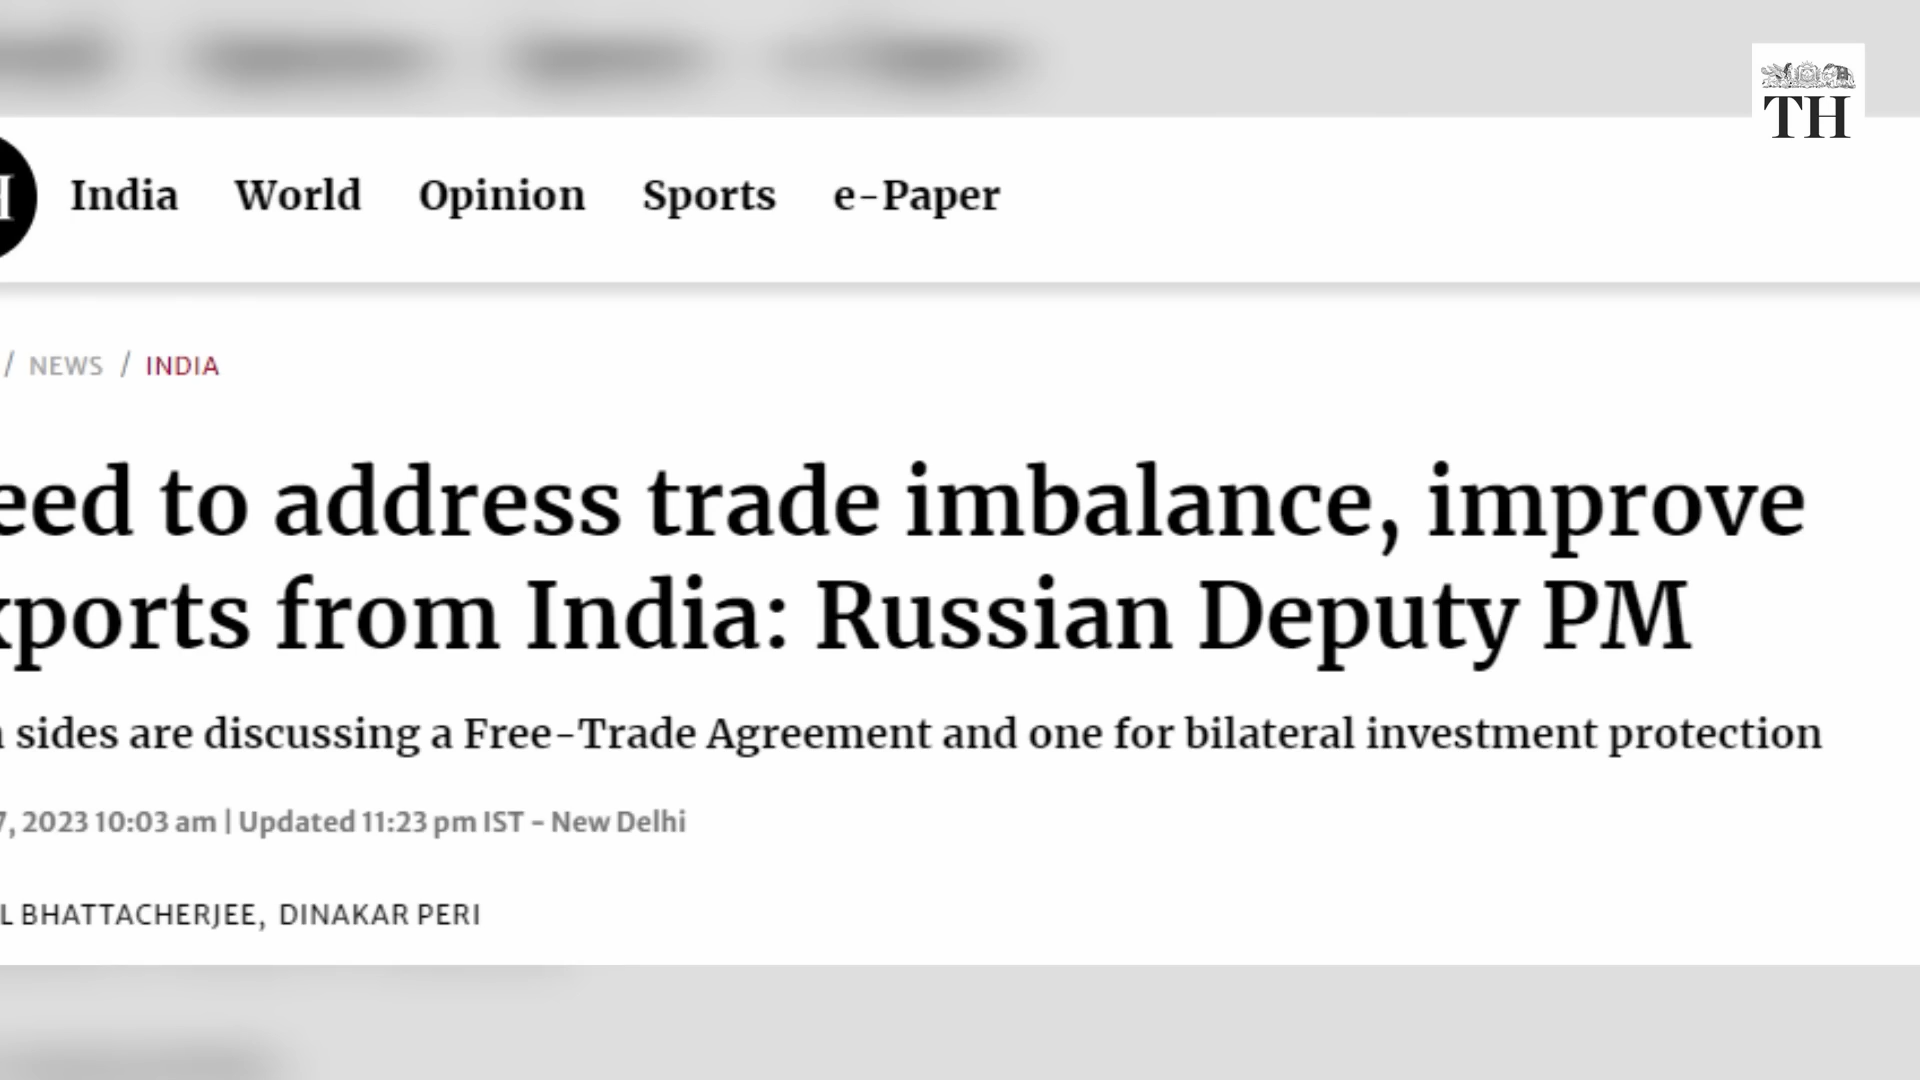 TH
India World Opinion Sports e-Paper
/ NEWS / INDIA
eed to address trade imbalance, improve
xports from India: Russian Deputy PM
sides are discussing a Free-Trade Agreement and one for bilateral investment protection
7, 2023 10:03 am | Updated 11:23 pm IST - New Delhi
L BHATTACHERJEE, DINAKAR PERI